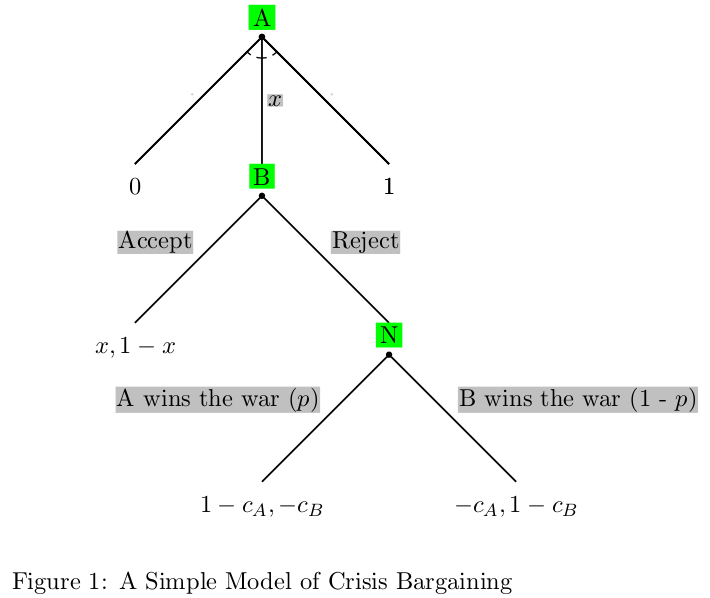 A
x
0
B
1
Accept
Reject
x, 1 − x
N
A wins the war (p)
B wins the war (1 - p)
1 − c_A, −c_B
−c_A, 1 − c_B
Figure 1: A Simple Model of Crisis Bargaining